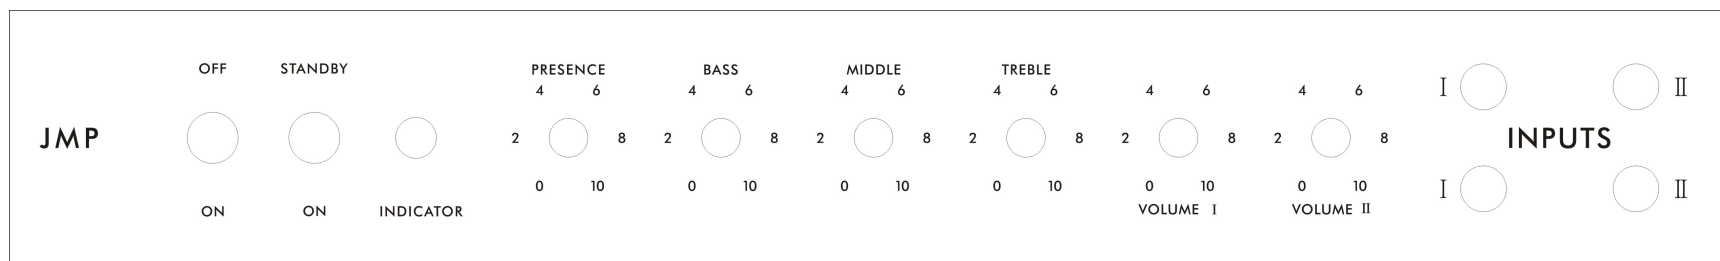 OFF STANDBY PRESENCE BASS MIDDLE TREBLE
4 6 4 6 4 6 4 6 4 6 4 6
I II
JMP 2 8 2 8 2 8 2 8 2 8 2 8 INPUTS
0 10 0 10 0 10 0 10 0 10 0 10
I II
ON ON INDICATOR VOLUME I VOLUME II